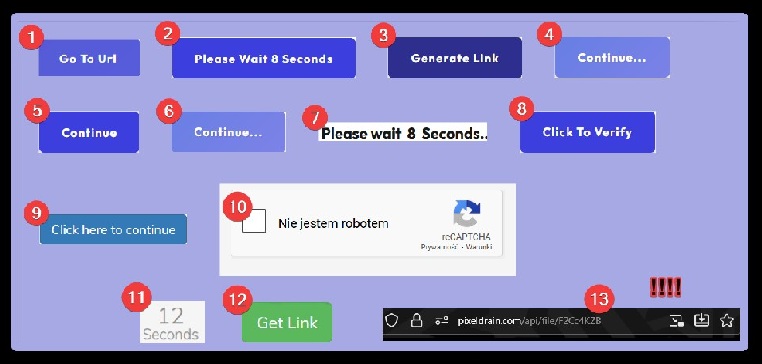 1 Go To Url
2 Please Wait 8 Seconds
3 Generate Link
4 Continue...
5 Continue
6 Continue...
7 Please wait 8 Seconds..
8 Click To Verify
9 Click here to continue
10 Nie jestem robotem
reCAPTCHA
Prywatność - Warunki
11 12
Seconds
12 Get Link
13
!!!!
pixeldrain.com/api/file/F2Cc4KZB